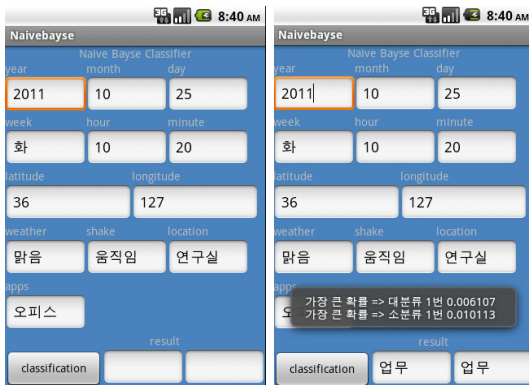 3G 8:40 AM
Naivebayse
Naive Bayse Classifier
year month day
2011 10 25
week hour minute
화 10 20
latitude longitude
36 127
weather shake location
맑음 움직임 연구실
apps
오피스
result
classification
3G 8:40 AM
Naivebayse
Naive Bayse Classifier
year month day
2011 10 25
week hour minute
화 10 20
latitude longitude
36 127
weather shake location
맑음 움직임 연구실
apps
가장 큰 확률 => 대분류 1번 0.006107
가장 큰 확률 => 소분류 1번 0.010113
result
classification 업무 업무